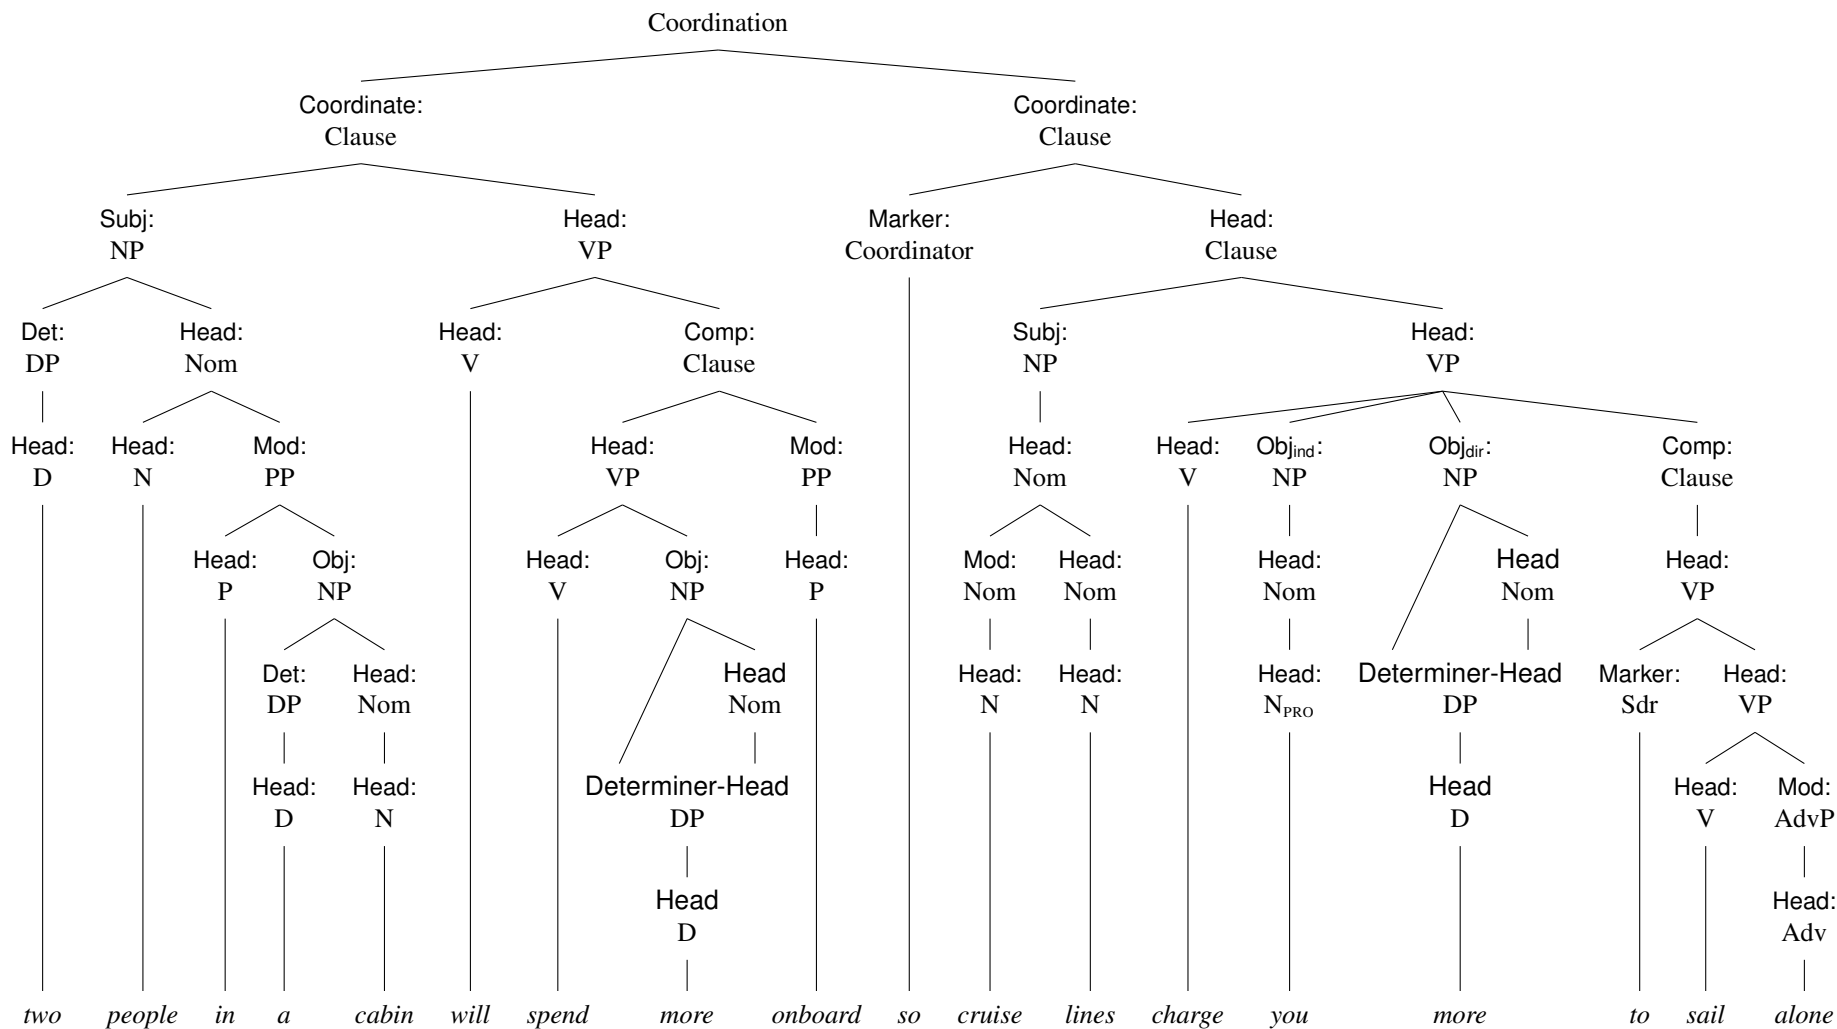 Coordination
Coordinate: Coordinate:
Clause Clause
Subj: Head: Marker: Head:
NP VP Coordinator Clause
Det: Head: Head: Comp: Subj: Head:
DP Nom V Clause NP VP
Head: Head: Mod: Head: Mod: Head: Head: Objind: Objdir: Comp:
D N PP VP PP Nom V NP NP Clause
Head: Obj: Head: Obj: Head: Mod: Head: Head: Head Head:
P NP V NP P Nom Nom Nom Nom VP
Det: Head: Head Head: Head: Head: Determiner-Head Marker: Head:
DP Nom Nom N N NPRO DP Sdr VP
Head: Head: Determiner-Head Head Head: Mod:
D N DP D V AdvP
Head Head:
D Adv
two people in a cabin will spend more onboard so cruise lines charge you more to sail alone